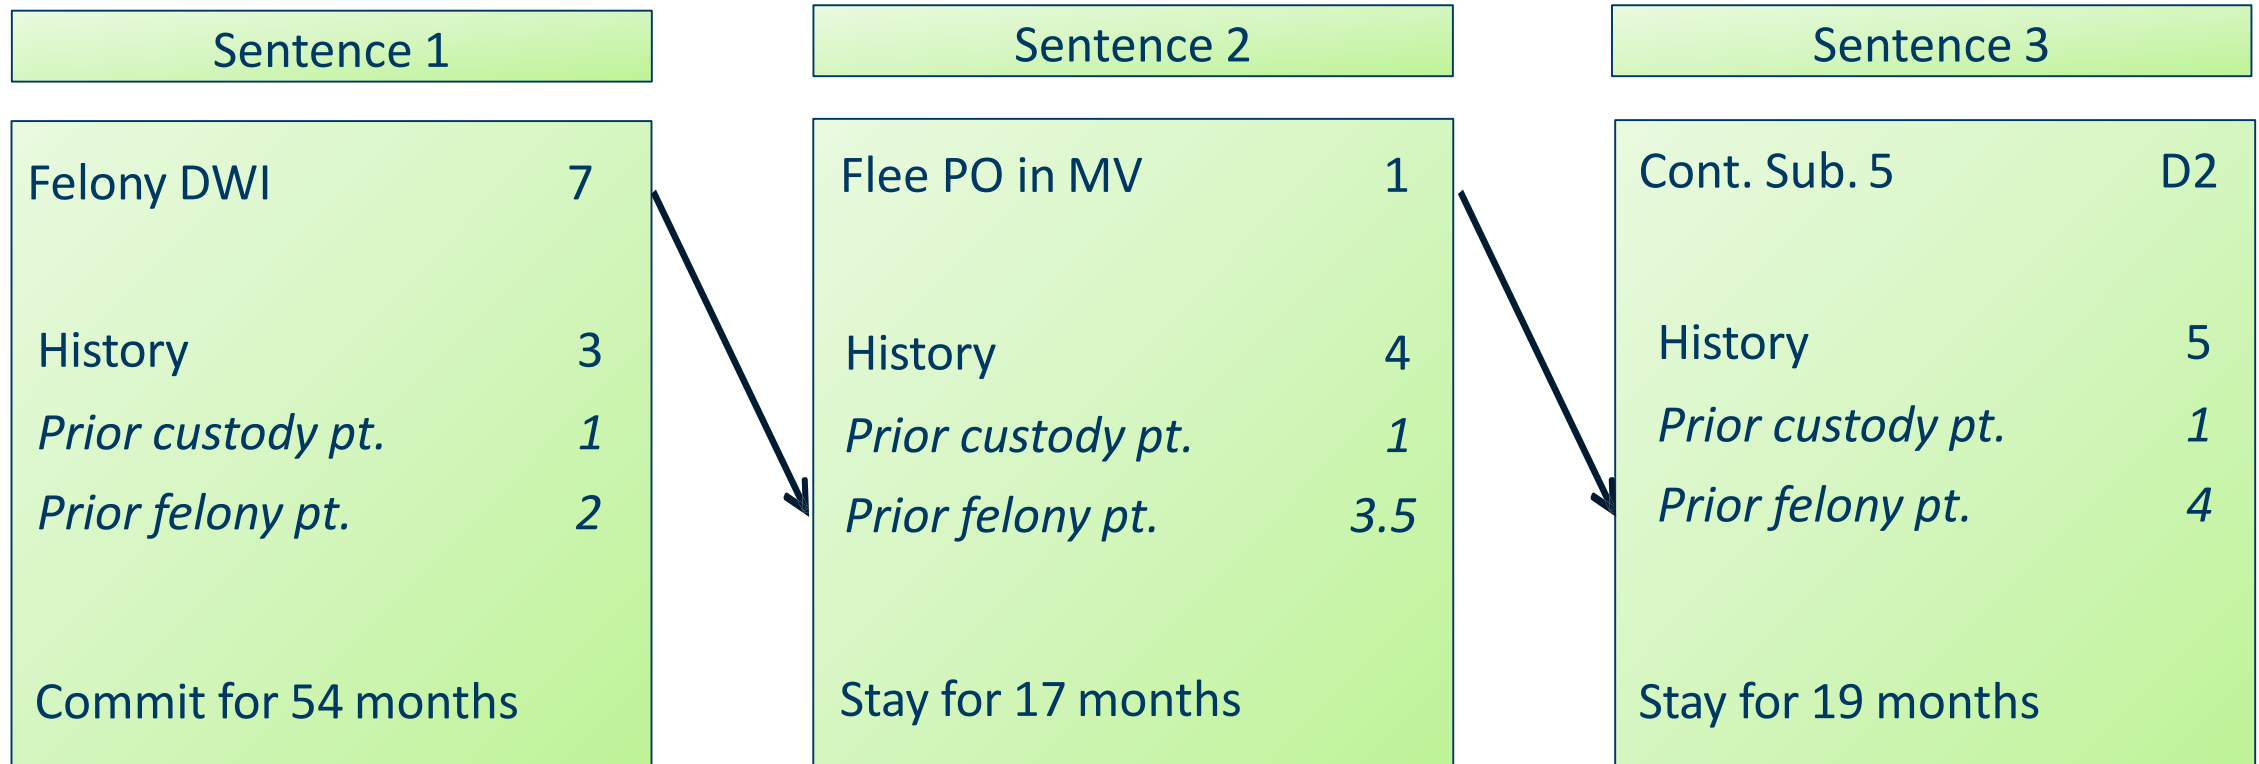 Sentence 1
Felony DWI 7
History 3
Prior custody pt. 1
Prior felony pt. 2
Commit for 54 months
Sentence 2
Flee PO in MV 1
History 4
Prior custody pt. 1
Prior felony pt. 3.5
Stay for 17 months
Sentence 3
Cont. Sub. 5 D2
History 5
Prior custody pt. 1
Prior felony pt. 4
Stay for 19 months